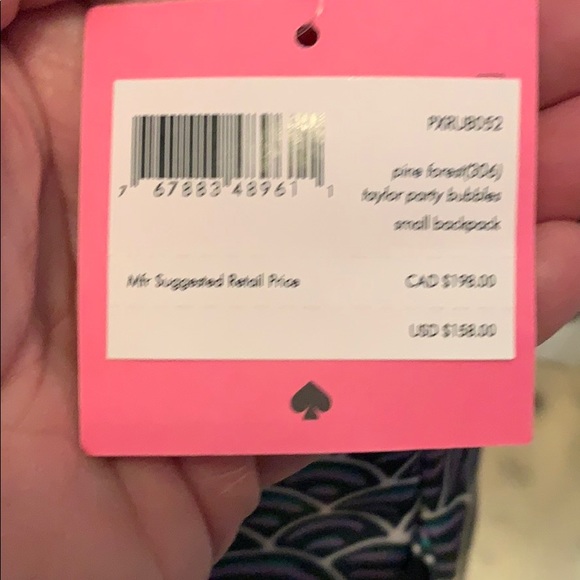 PXRUB052
7 67883 48961 1
pine forest(306)
taylor party bubbles
small backpack
Mfr Suggested Retail Price
CAD $198.00
USD $158.00